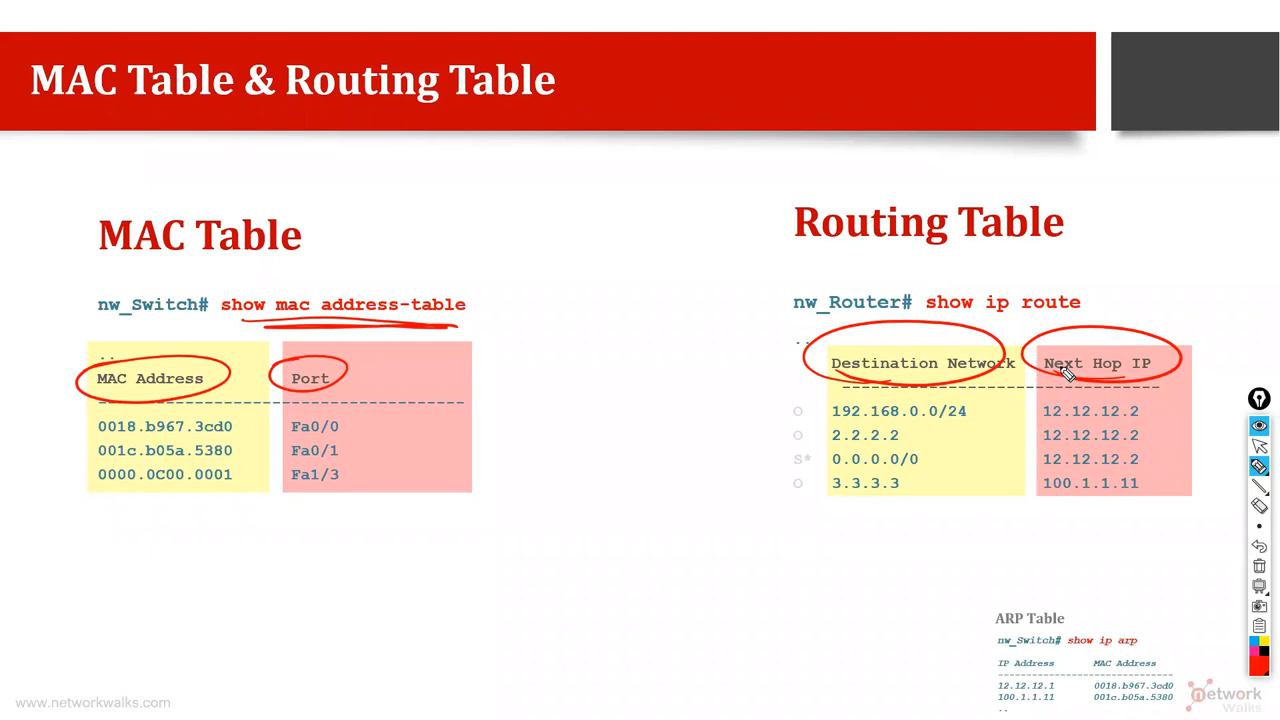 MAC Table & Routing Table
MAC Table
nw_Switch# show mac address-table
..
MAC Address Port
-----------------------------------------
0018.b967.3cd0 Fa0/0
001c.b05a.5380 Fa0/1
0000.0C00.0001 Fa1/3
Routing Table
nw_Router# show ip route
..
Destination Network Next Hop IP
-----------------------------------
O 192.168.0.0/24 12.12.12.2
O 2.2.2.2 12.12.12.2
S* 0.0.0.0/0 12.12.12.2
O 3.3.3.3 100.1.1.11
ARP Table
nw_Switch# show ip arp
IP Address MAC Address
-----------------------------
12.12.12.1 0018.b967.3cd0
100.1.1.11 001c.b05a.5380
..
www.networkwalks.com
network
Walks